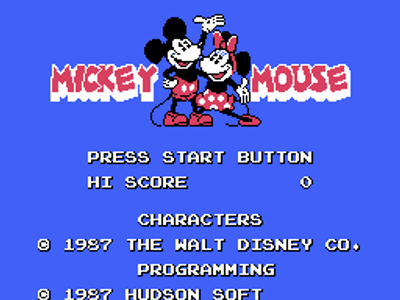 MICKEY MOUSE
PRESS START BUTTON
HI SCORE 0
CHARACTERS
© 1987 THE WALT DISNEY CO.
PROGRAMMING
© 1987 HUDSON SOFT